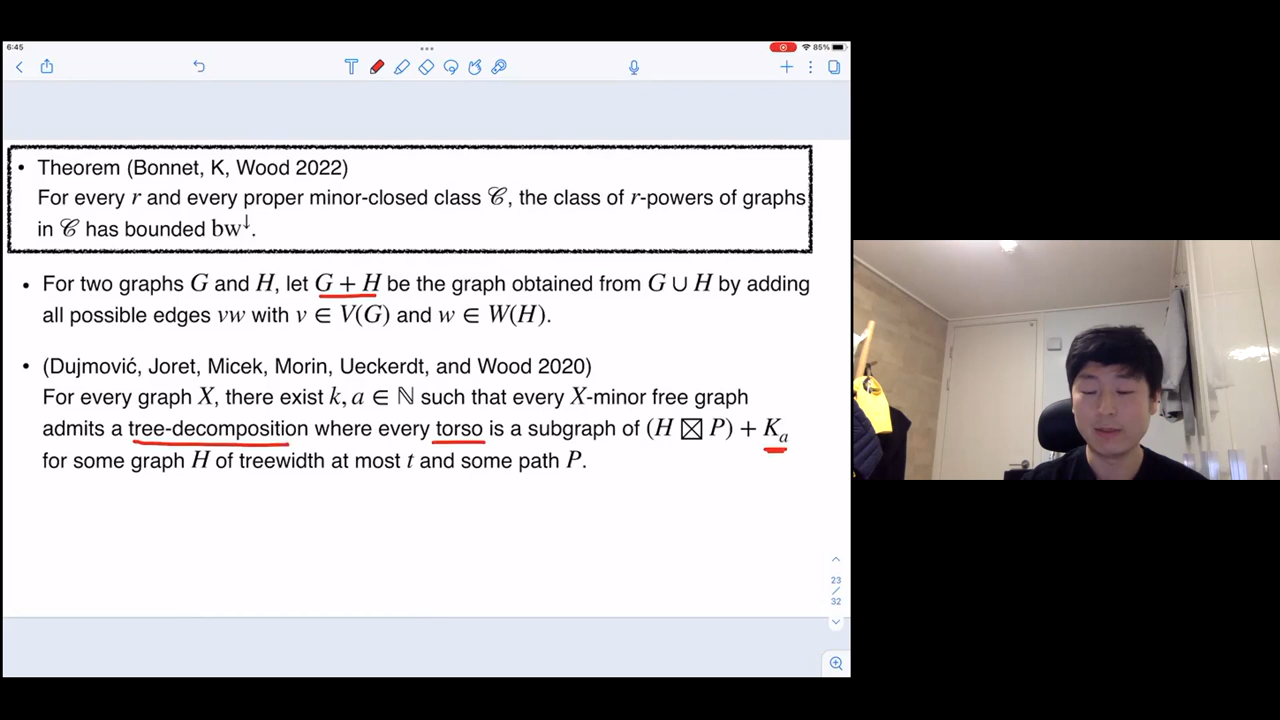 6:45
85%
T
• Theorem (Bonnet, K, Wood 2022)
For every r and every proper minor-closed class 𝒞, the class of r-powers of graphs
in 𝒞 has bounded bw↓.
• For two graphs G and H, let G + H be the graph obtained from G ∪ H by adding
all possible edges vw with v ∈ V(G) and w ∈ W(H).
• (Dujmović, Joret, Micek, Morin, Ueckerdt, and Wood 2020)
For every graph X, there exist k, a ∈ ℕ such that every X-minor free graph
admits a tree-decomposition where every torso is a subgraph of (H ⊠ P) + Kₐ
for some graph H of treewidth at most t and some path P.
23
/
32